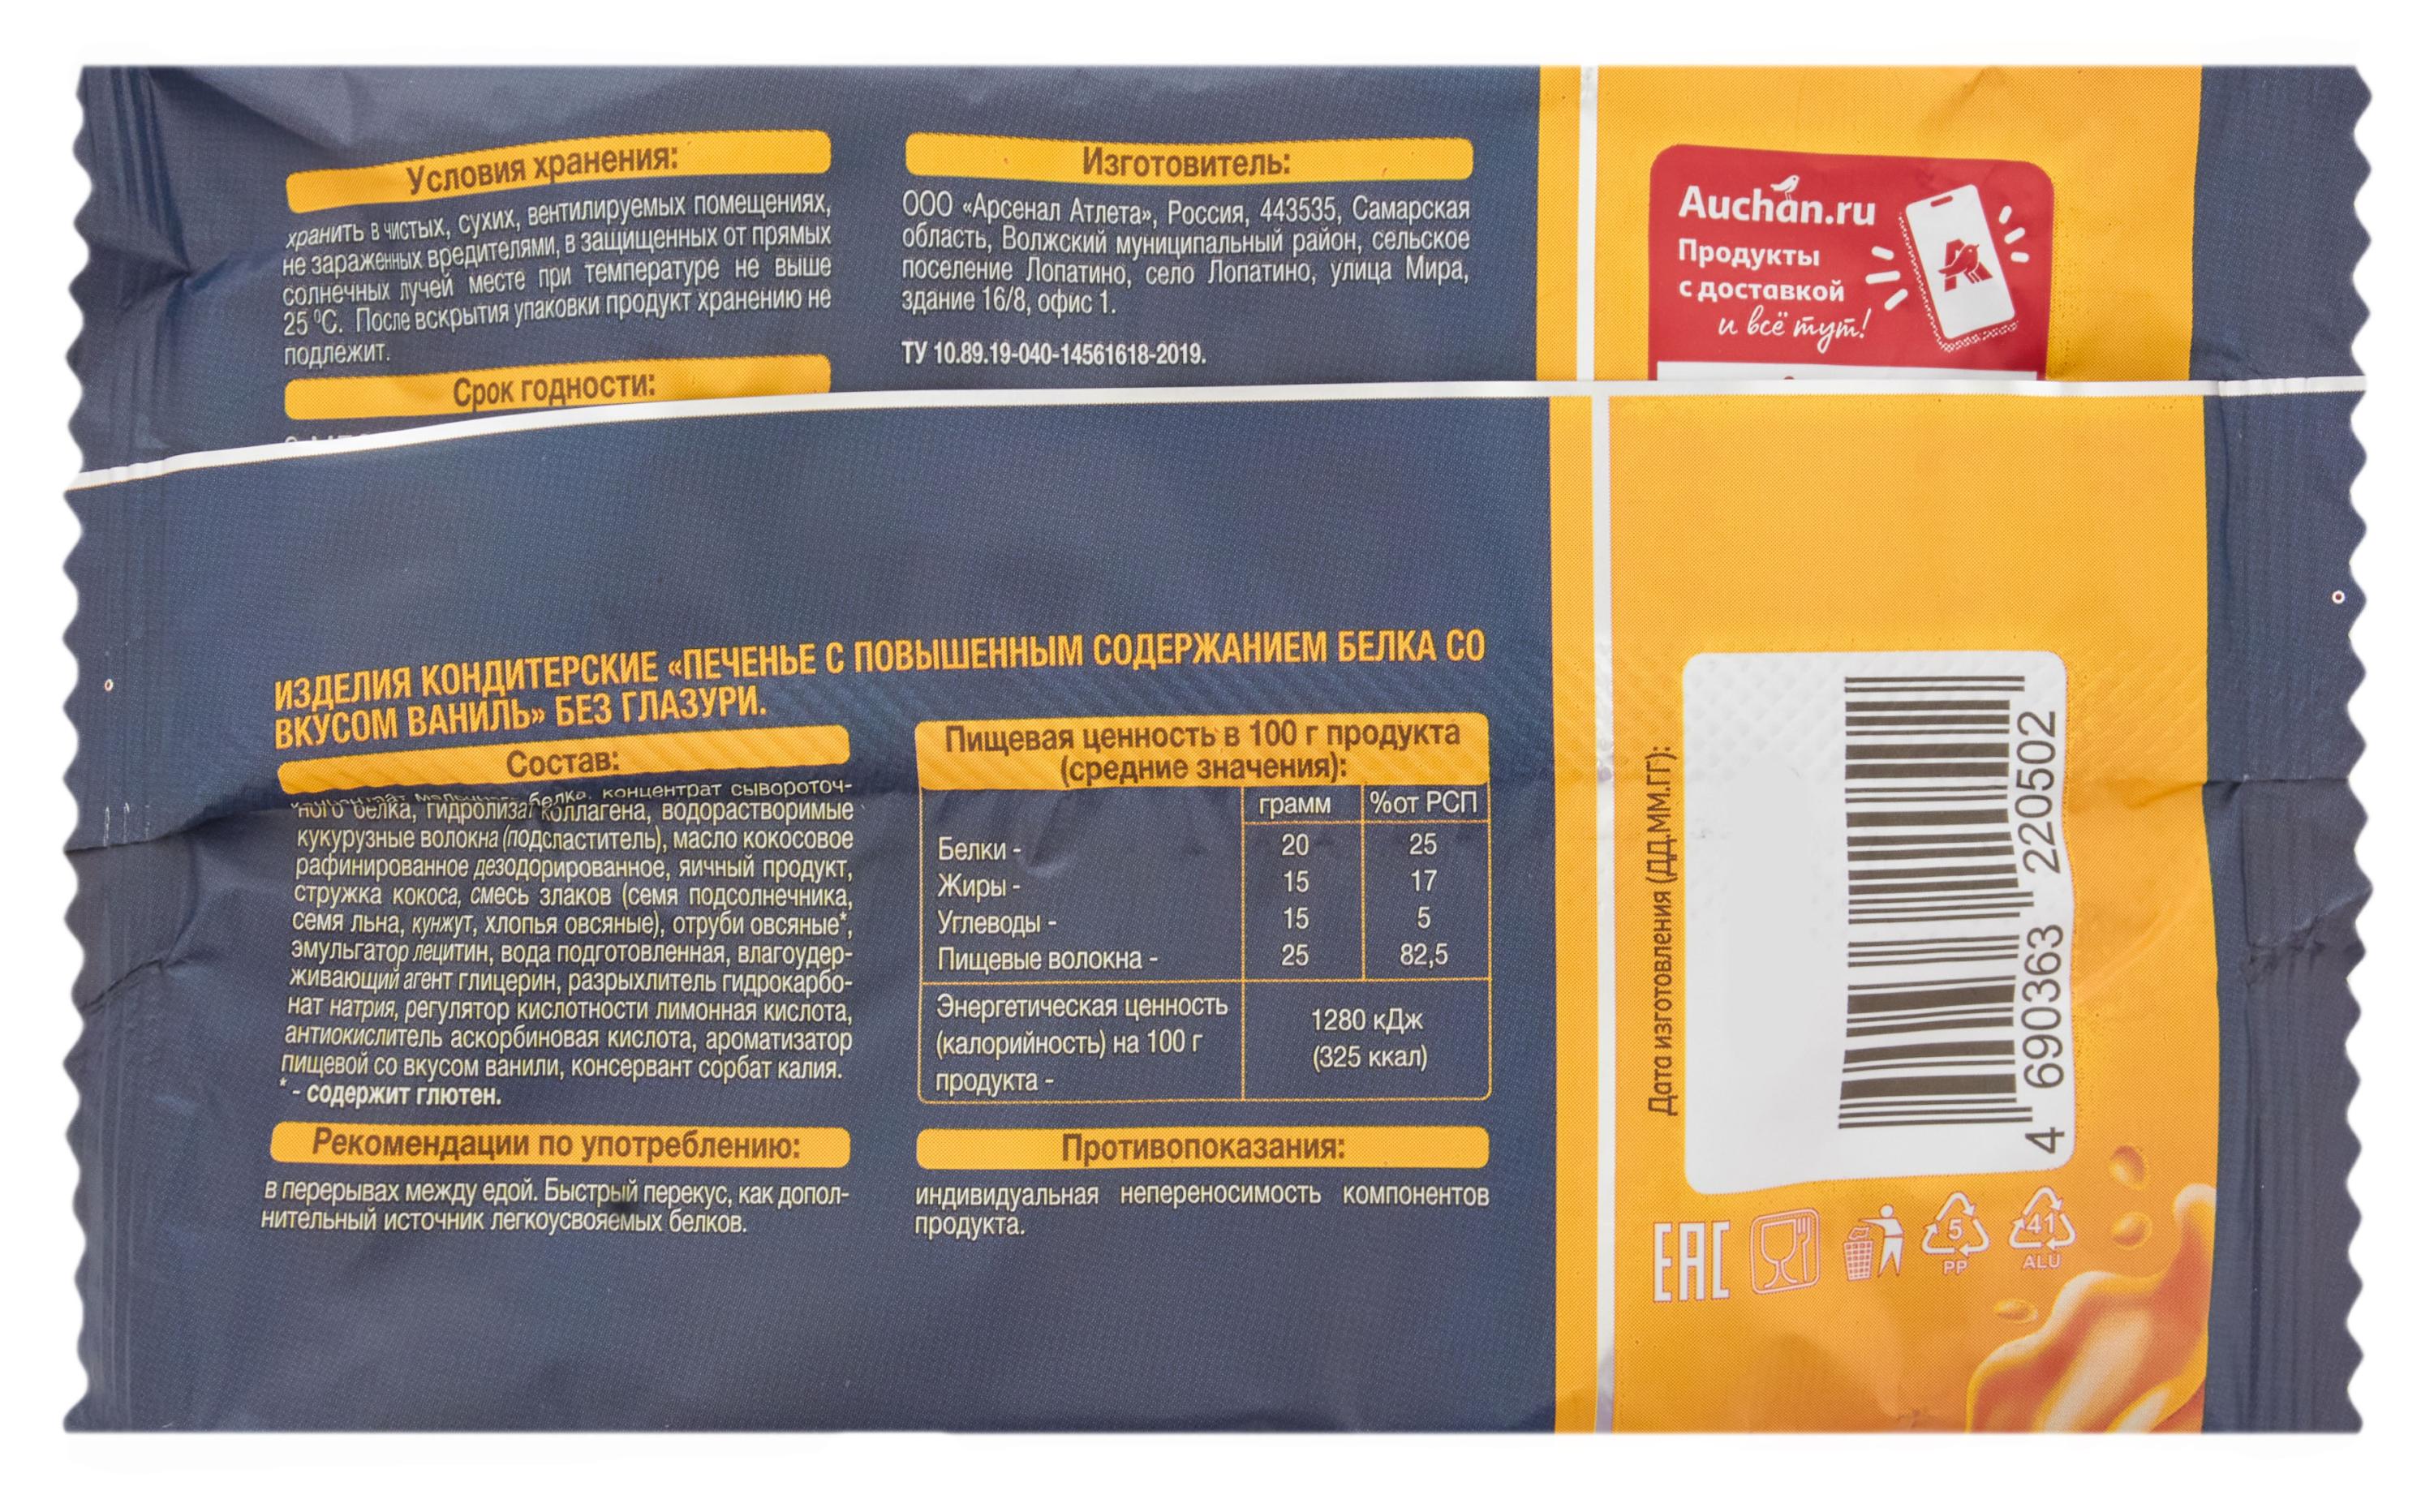 Условия хранения:
хранить в чистых, сухих, вентилируемых помещениях,
не зараженных вредителями, в защищенных от прямых
солнечных лучей месте при температуре не выше
25 ºС. После вскрытия упаковки продукт хранению не
подлежит.
Срок годности:
Изготовитель:
ООО «Арсенал Атлета», Россия, 443535, Самарская
область, Волжский муниципальный район, сельское
поселение Лопатино, село Лопатино, улица Мира,
здание 16/8, офис 1.
ТУ 10.89.19-040-14561618-2019.
Auchan.ru
Продукты
с доставкой
и всё тут!
ИЗДЕЛИЯ КОНДИТЕРСКИЕ «ПЕЧЕНЬЕ С ПОВЫШЕННЫМ СОДЕРЖАНИЕМ БЕЛКА СО
ВКУСОМ ВАНИЛЬ» БЕЗ ГЛАЗУРИ.
Состав:
белка, концентрат сывороточ-
ного белка, гидролизат коллагена, водорастворимые
кукурузные волокна (подсластитель), масло кокосовое
рафинированное дезодорированное, яичный продукт,
стружка кокоса, смесь злаков (семя подсолнечника,
семя льна, кунжут, хлопья овсяные), отруби овсяные*,
эмульгатор лецитин, вода подготовленная, влагоудер-
живающий агент глицерин, разрыхлитель гидрокарбо-
нат натрия, регулятор кислотности лимонная кислота,
антиокислитель аскорбиновая кислота, ароматизатор
пищевой со вкусом ванили, консервант сорбат калия.
* - содержит глютен.
Рекомендации по употреблению:
в перерывах между едой. Быстрый перекус, как допол-
нительный источник легкоусвояемых белков.
Пищевая ценность в 100 г продукта
(средние значения):
грамм %от РСП
Белки - 20 25
Жиры - 15 17
Углеводы - 15 5
Пищевые волокна - 25 82,5
Энергетическая ценность
(калорийность) на 100 г
продукта -
1280 кДж
(325 ккал)
Противопоказания:
индивидуальная непереносимость компонентов
продукта.
Дата изготовления (ДД.ММ.ГГ):
4 690363 220502
EAC
5
PP
41
ALU